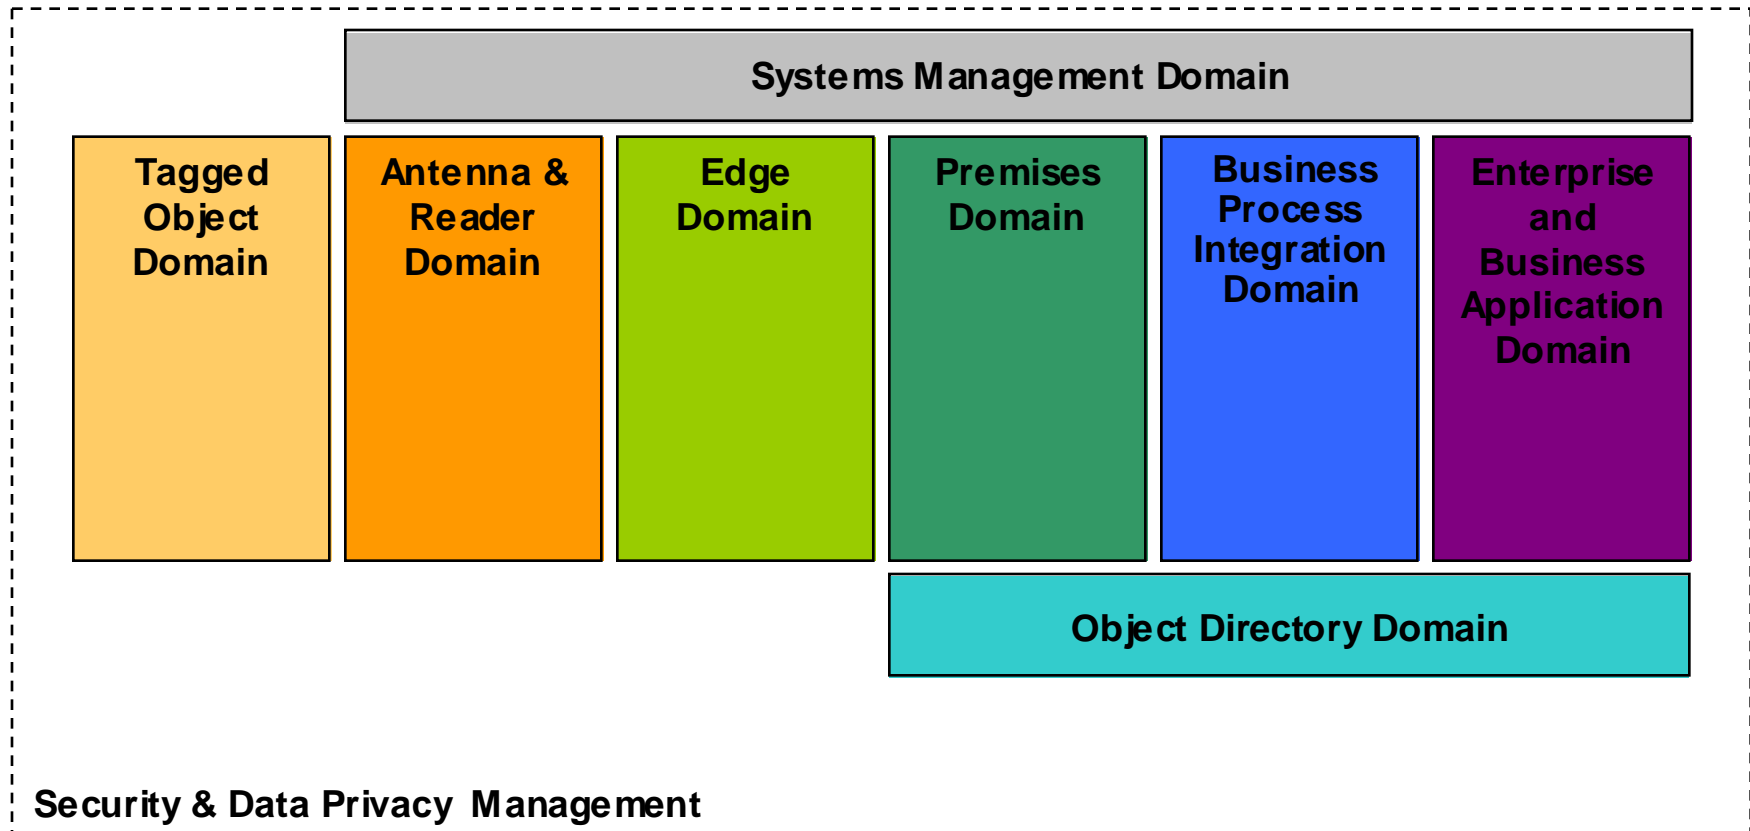 Systems Management Domain
Tagged
Object
Domain
Antenna &
Reader
Domain
Edge
Domain
Premises
Domain
Business
Process
Integration
Domain
Enterprise
and
Business
Application
Domain
Object Directory Domain
Security & Data Privacy Management